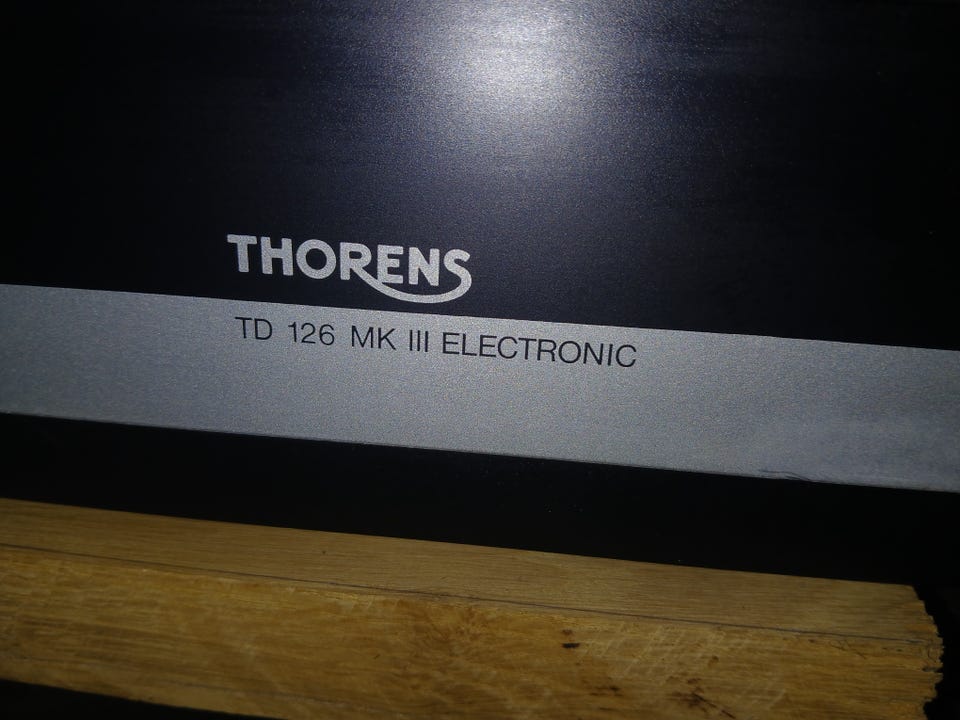 THORENS
TD 126 MK III ELECTRONIC